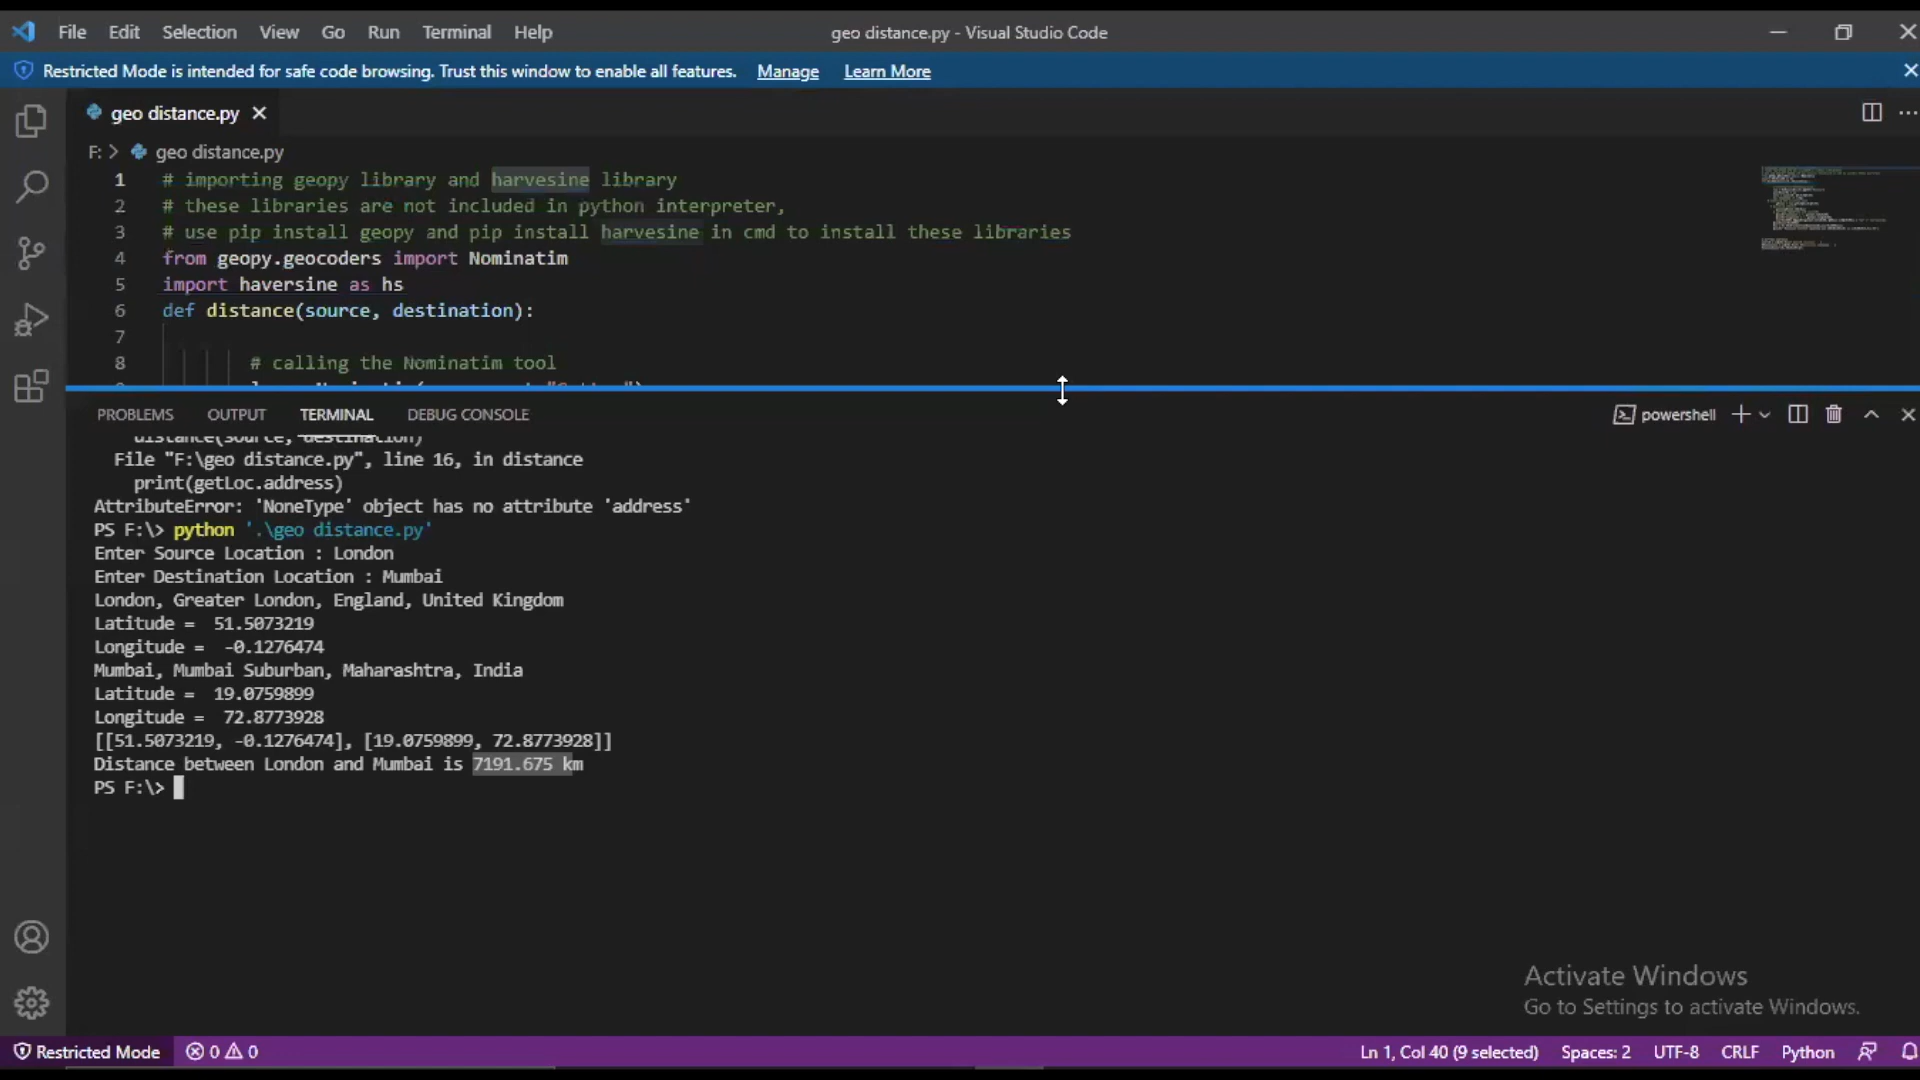 File Edit Selection View Go Run Terminal Help geo distance.py - Visual Studio Code
Restricted Mode is intended for safe code browsing. Trust this window to enable all features. Manage Learn More
geo distance.py
F: > geo distance.py
1 # importing geopy library and harvesine library
2 # these libraries are not included in python interpreter,
3 # use pip install geopy and pip install harvesine in cmd to install these libraries
4 from geopy.geocoders import Nominatim
5 import haversine as hs
6 def distance(source, destination):
7
8 # calling the Nominatim tool
PROBLEMS OUTPUT TERMINAL DEBUG CONSOLE powershell
distance(source, destination)
File "F:\geo distance.py", line 16, in distance
print(getLoc.address)
AttributeError: 'NoneType' object has no attribute 'address'
PS F:\> python '.\geo distance.py'
Enter Source Location : London
Enter Destination Location : Mumbai
London, Greater London, England, United Kingdom
Latitude = 51.5073219
Longitude = -0.1276474
Mumbai, Mumbai Suburban, Maharashtra, India
Latitude = 19.0759899
Longitude = 72.8773928
[[51.5073219, -0.1276474], [19.0759899, 72.8773928]]
Distance between London and Mumbai is 7191.675 km
PS F:\>
Activate Windows
Go to Settings to activate Windows.
Restricted Mode 0 0 Ln 1, Col 40 (9 selected) Spaces: 2 UTF-8 CRLF Python